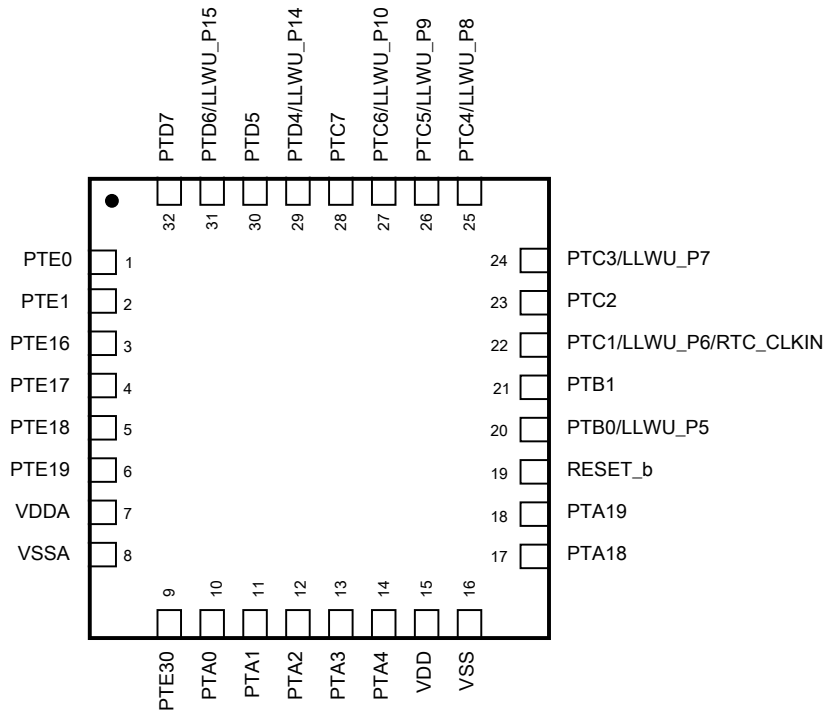 PTD7
PTD6/LLWU_P15
PTD5
PTD4/LLWU_P14
PTC7
PTC6/LLWU_P10
PTC5/LLWU_P9
PTC4/LLWU_P8
32
31
30
29
28
27
26
25
PTE0 1
PTE1 2
PTE16 3
PTE17 4
PTE18 5
PTE19 6
VDDA 7
VSSA 8
24 PTC3/LLWU_P7
23 PTC2
22 PTC1/LLWU_P6/RTC_CLKIN
21 PTB1
20 PTB0/LLWU_P5
19 RESET_b
18 PTA19
17 PTA18
9
10
11
12
13
14
15
16
PTE30
PTA0
PTA1
PTA2
PTA3
PTA4
VDD
VSS